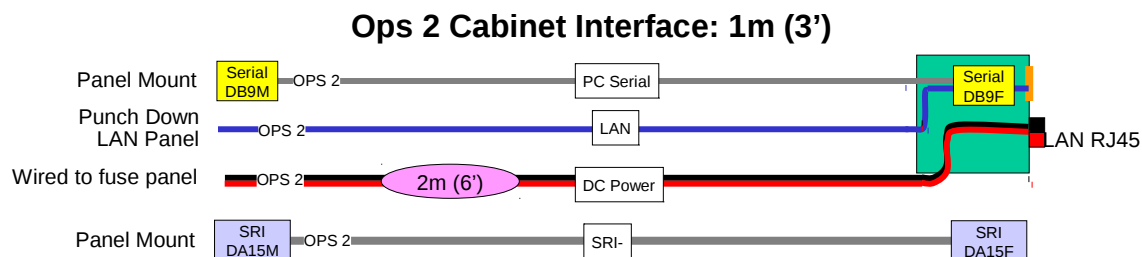 Ops 2 Cabinet Interface: 1m (3’)
Panel Mount
Serial
DB9M
OPS 2
PC Serial
Serial
DB9F
Punch Down
LAN Panel
OPS 2
LAN
LAN RJ45
Wired to fuse panel
OPS 2
2m (6’)
DC Power
Panel Mount
SRI
DA15M
OPS 2
SRI-
SRI
DA15F